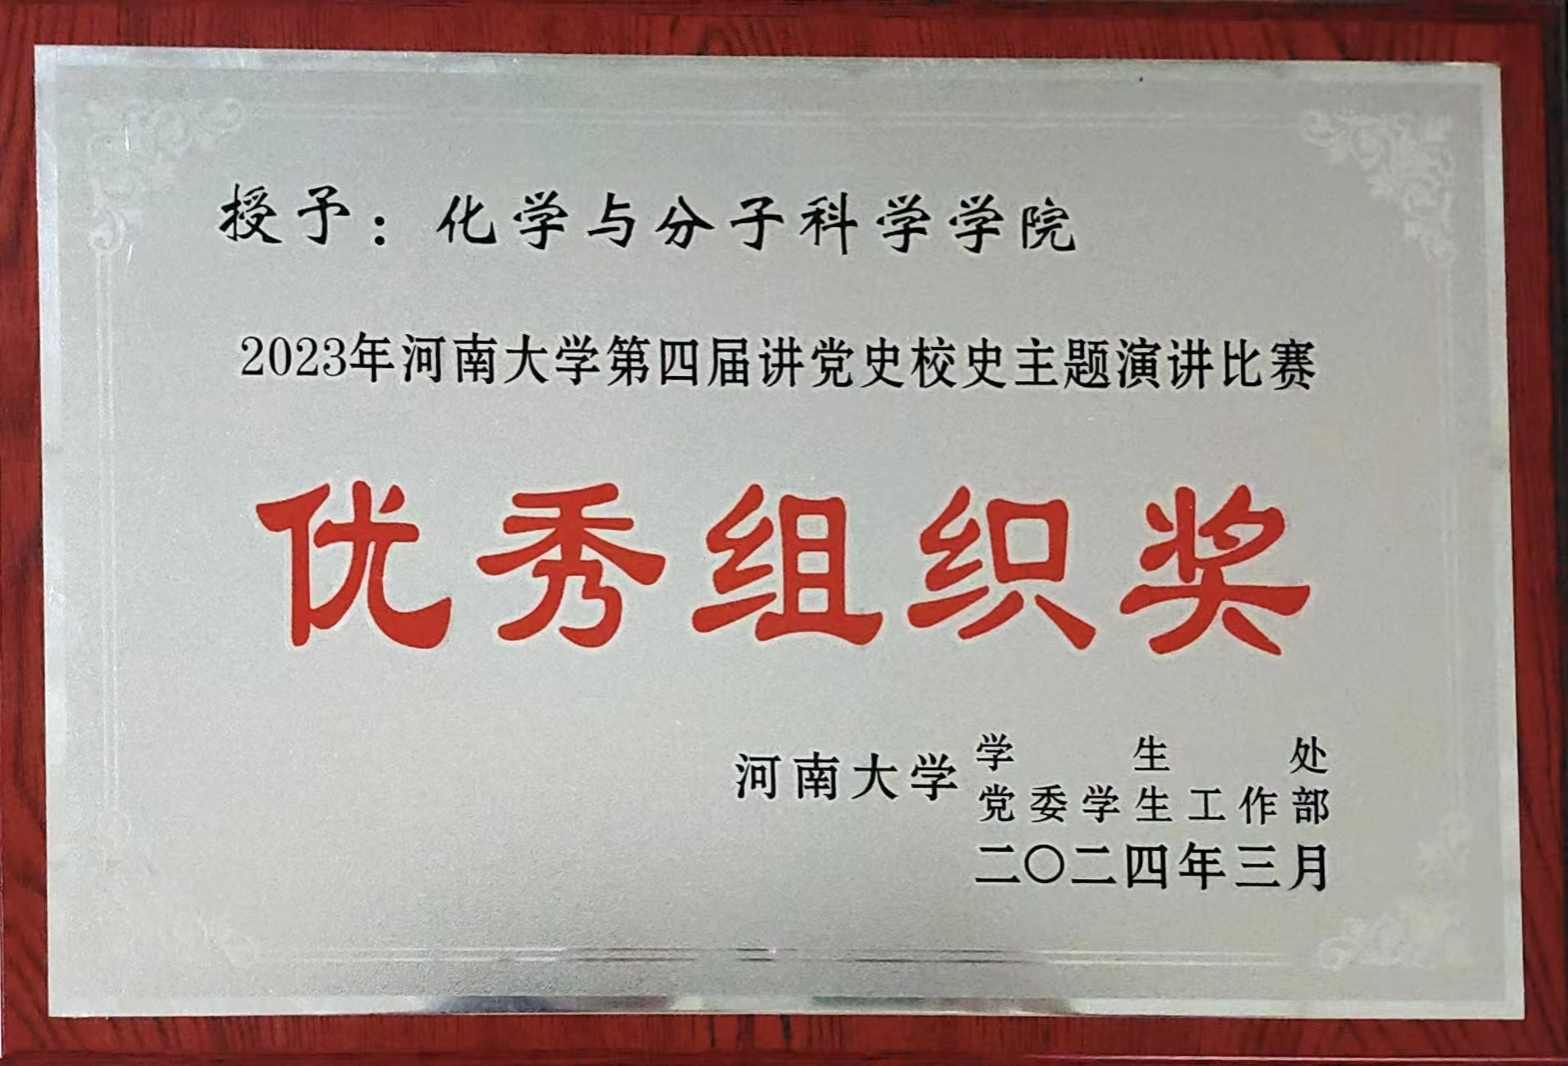 授予：化学与分子科学学院
2023年河南大学第四届讲党史校史主题演讲比赛
优秀组织奖
河南大学
学生处
党委学生工作部
二〇二四年三月